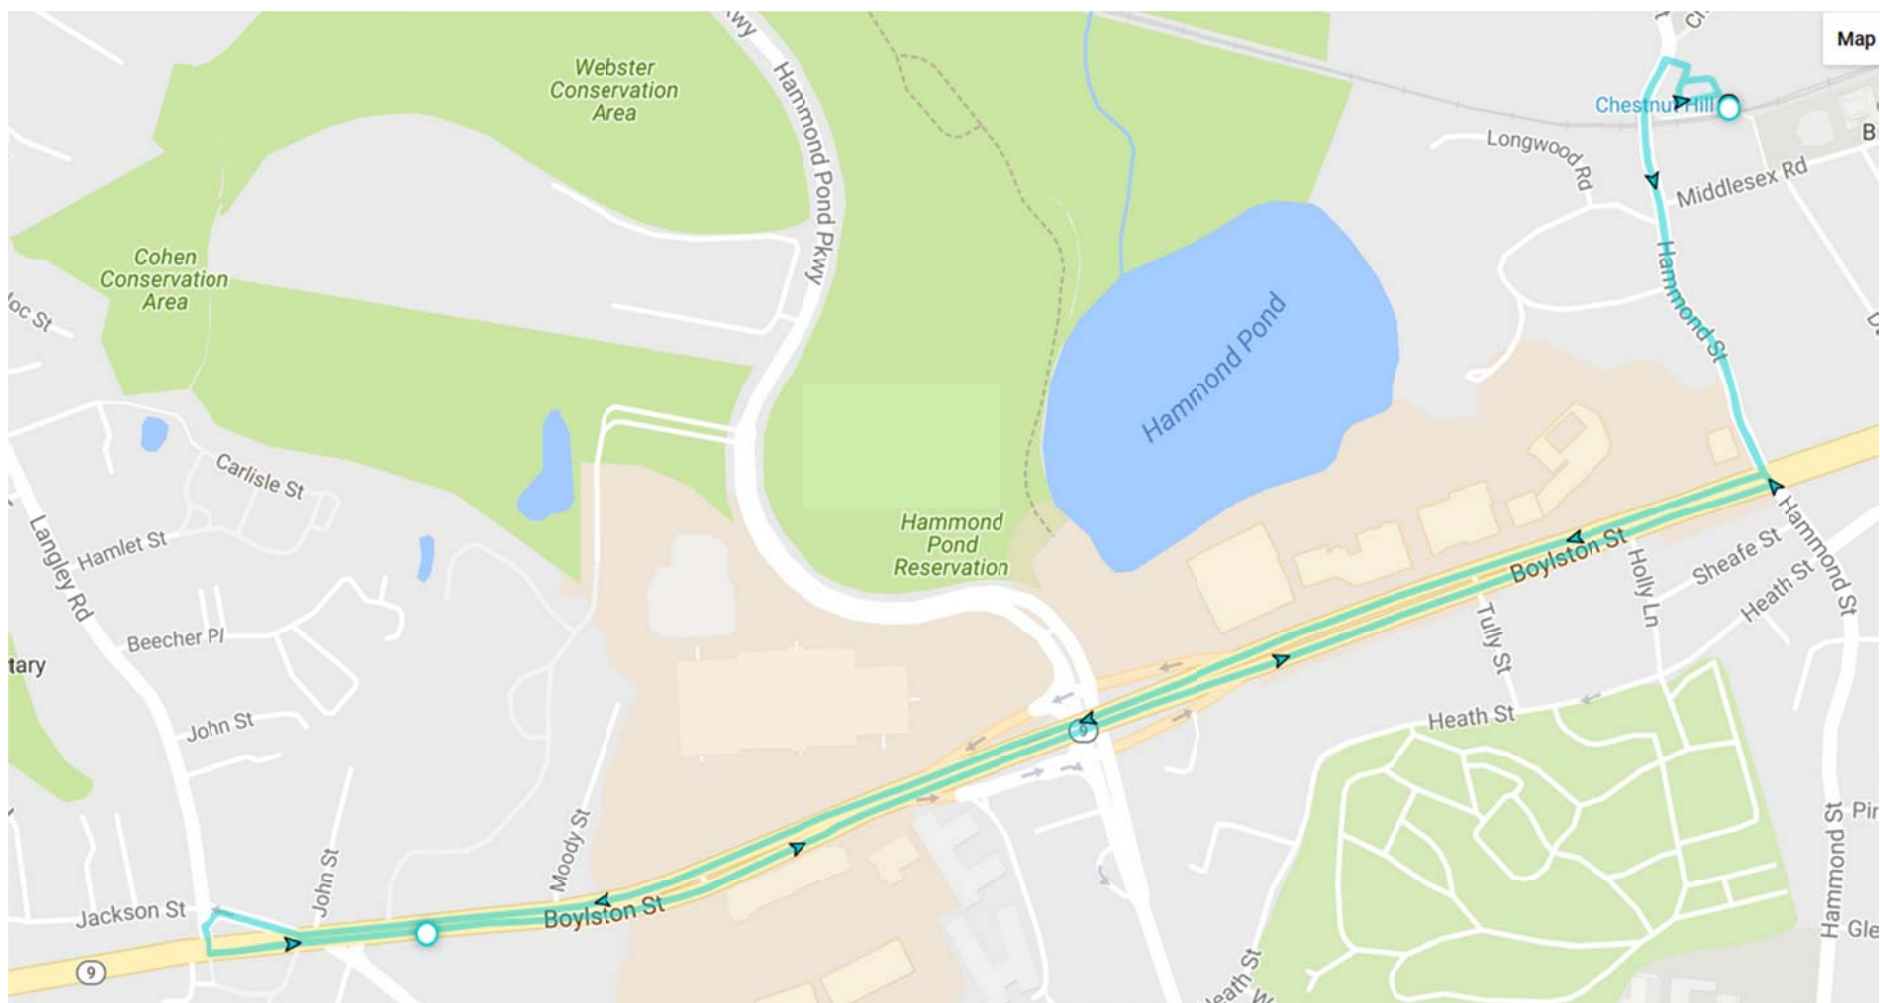 Map
Webster
Conservation
Area
Hammond Pond Pkwy
Chestnut Hill
Longwood Rd
Middlesex Rd
Cohen
Conservation
Area
Hammond St
Hammond Pond
Carlisle St
Langley Rd
Hamlet St
Hammond
Pond
Reservation
Boylston St
Holly Ln
Sheafe St
Hammond St
Heath St
Tully St
Beecher Pl
tary
John St
Heath St
9
Moody St
John St
Jackson St
Boylston St
Hammond St
9
Heath St